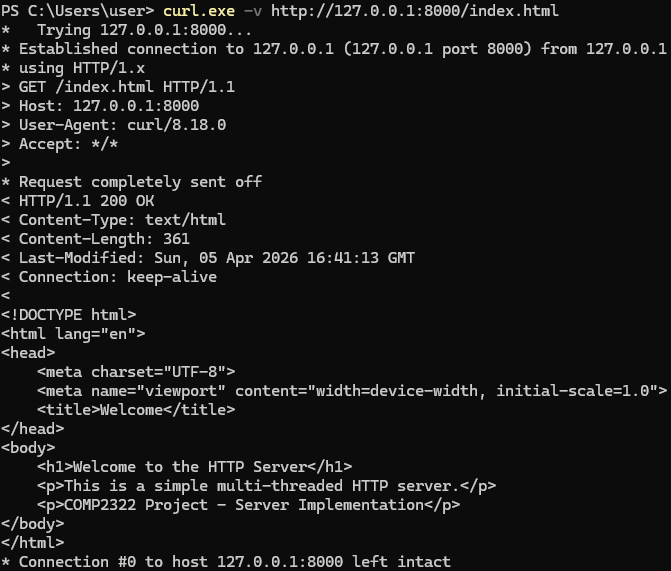 PS C:\Users\user> curl.exe -v http://127.0.0.1:8000/index.html
*   Trying 127.0.0.1:8000...
* Established connection to 127.0.0.1 (127.0.0.1 port 8000) from 127.0.0.1
* using HTTP/1.x
> GET /index.html HTTP/1.1
> Host: 127.0.0.1:8000
> User-Agent: curl/8.18.0
> Accept: */*
>
* Request completely sent off
< HTTP/1.1 200 OK
< Content-Type: text/html
< Content-Length: 361
< Last-Modified: Sun, 05 Apr 2026 16:41:13 GMT
< Connection: keep-alive
<
<!DOCTYPE html>
<html lang="en">
<head>
    <meta charset="UTF-8">
    <meta name="viewport" content="width=device-width, initial-scale=1.0">
    <title>Welcome</title>
</head>
<body>
    <h1>Welcome to the HTTP Server</h1>
    <p>This is a simple multi-threaded HTTP server.</p>
    <p>COMP2322 Project - Server Implementation</p>
</body>
</html>
* Connection #0 to host 127.0.0.1:8000 left intact